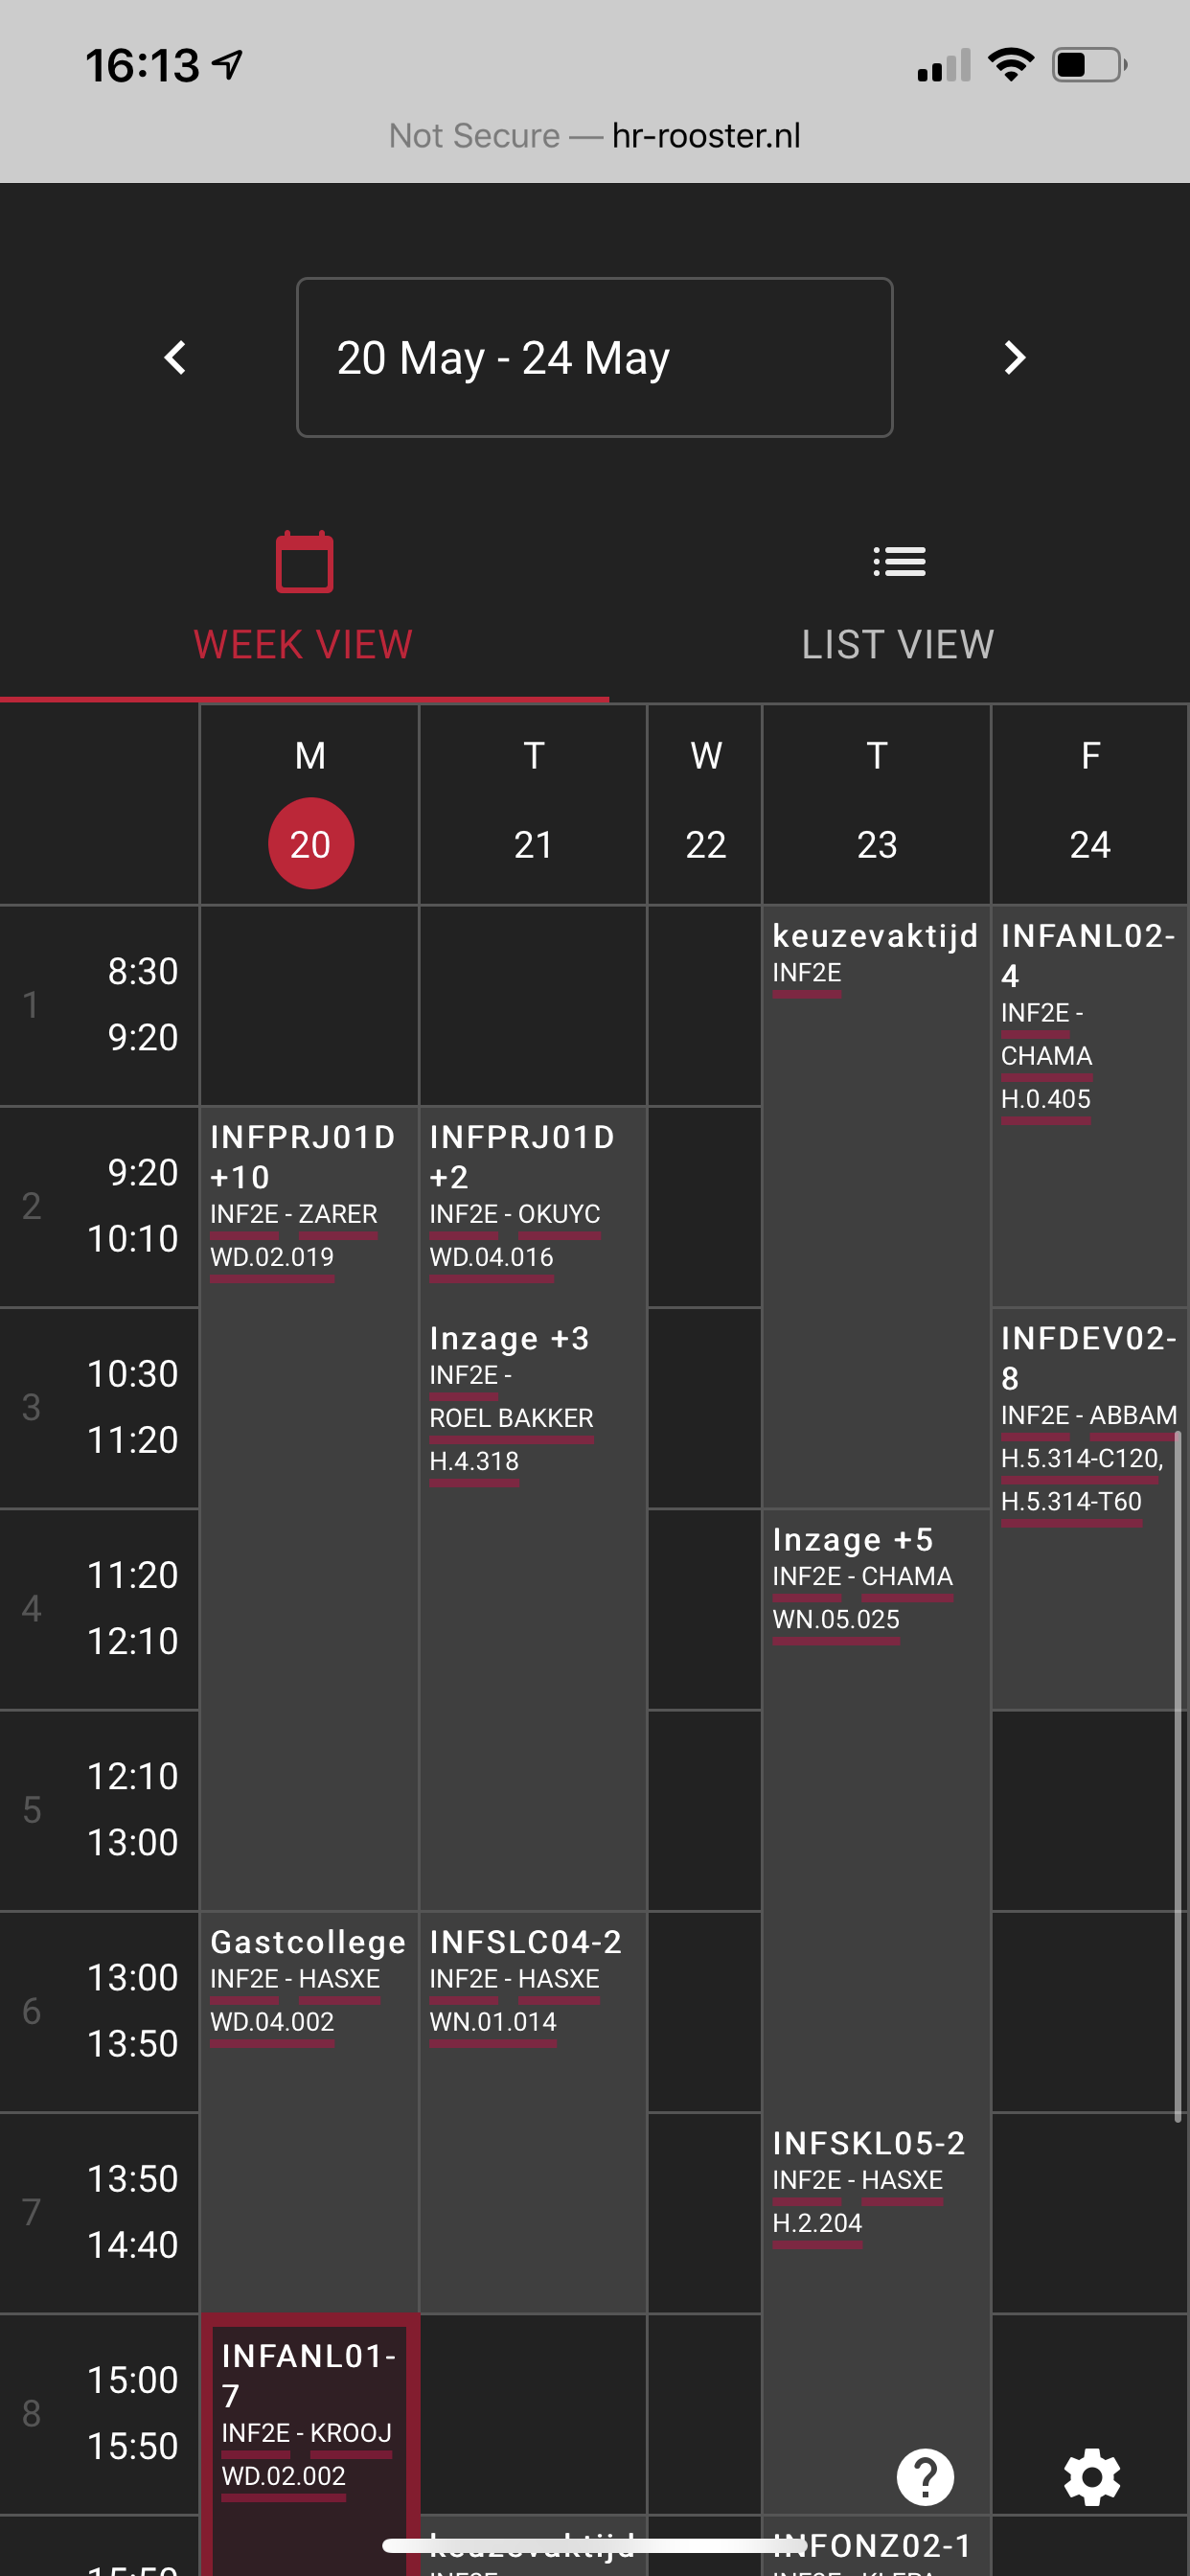 16:13
Not Secure — hr-rooster.nl
20 May - 24 May
WEEK VIEW
LIST VIEW
M
20
T
21
W
22
T
23
F
24
1
8:30
9:20
keuzevaktijd
INF2E
INFANL02-
4
INF2E -
CHAMA
H.0.405
2
9:20
10:10
INFPRJ01D
+10
INF2E - ZARER
WD.02.019
INFPRJ01D
+2
INF2E - OKUYC
WD.04.016
3
10:30
11:20
Inzage +3
INF2E -
ROEL BAKKER
H.4.318
INFDEV02-
8
INF2E - ABBAM
H.5.314-C120,
H.5.314-T60
4
11:20
12:10
Inzage +5
INF2E - CHAMA
WN.05.025
5
12:10
13:00
6
13:00
13:50
Gastcollege
INF2E - HASXE
WD.04.002
INFSLC04-2
INF2E - HASXE
WN.01.014
7
13:50
14:40
INFSKL05-2
INF2E - HASXE
H.2.204
8
15:00
15:50
INFANL01-
7
INF2E - KROOJ
WD.02.002
15:50
keuzevaktijd
INF2E
INFONZ02-1
INF2E - KLERA